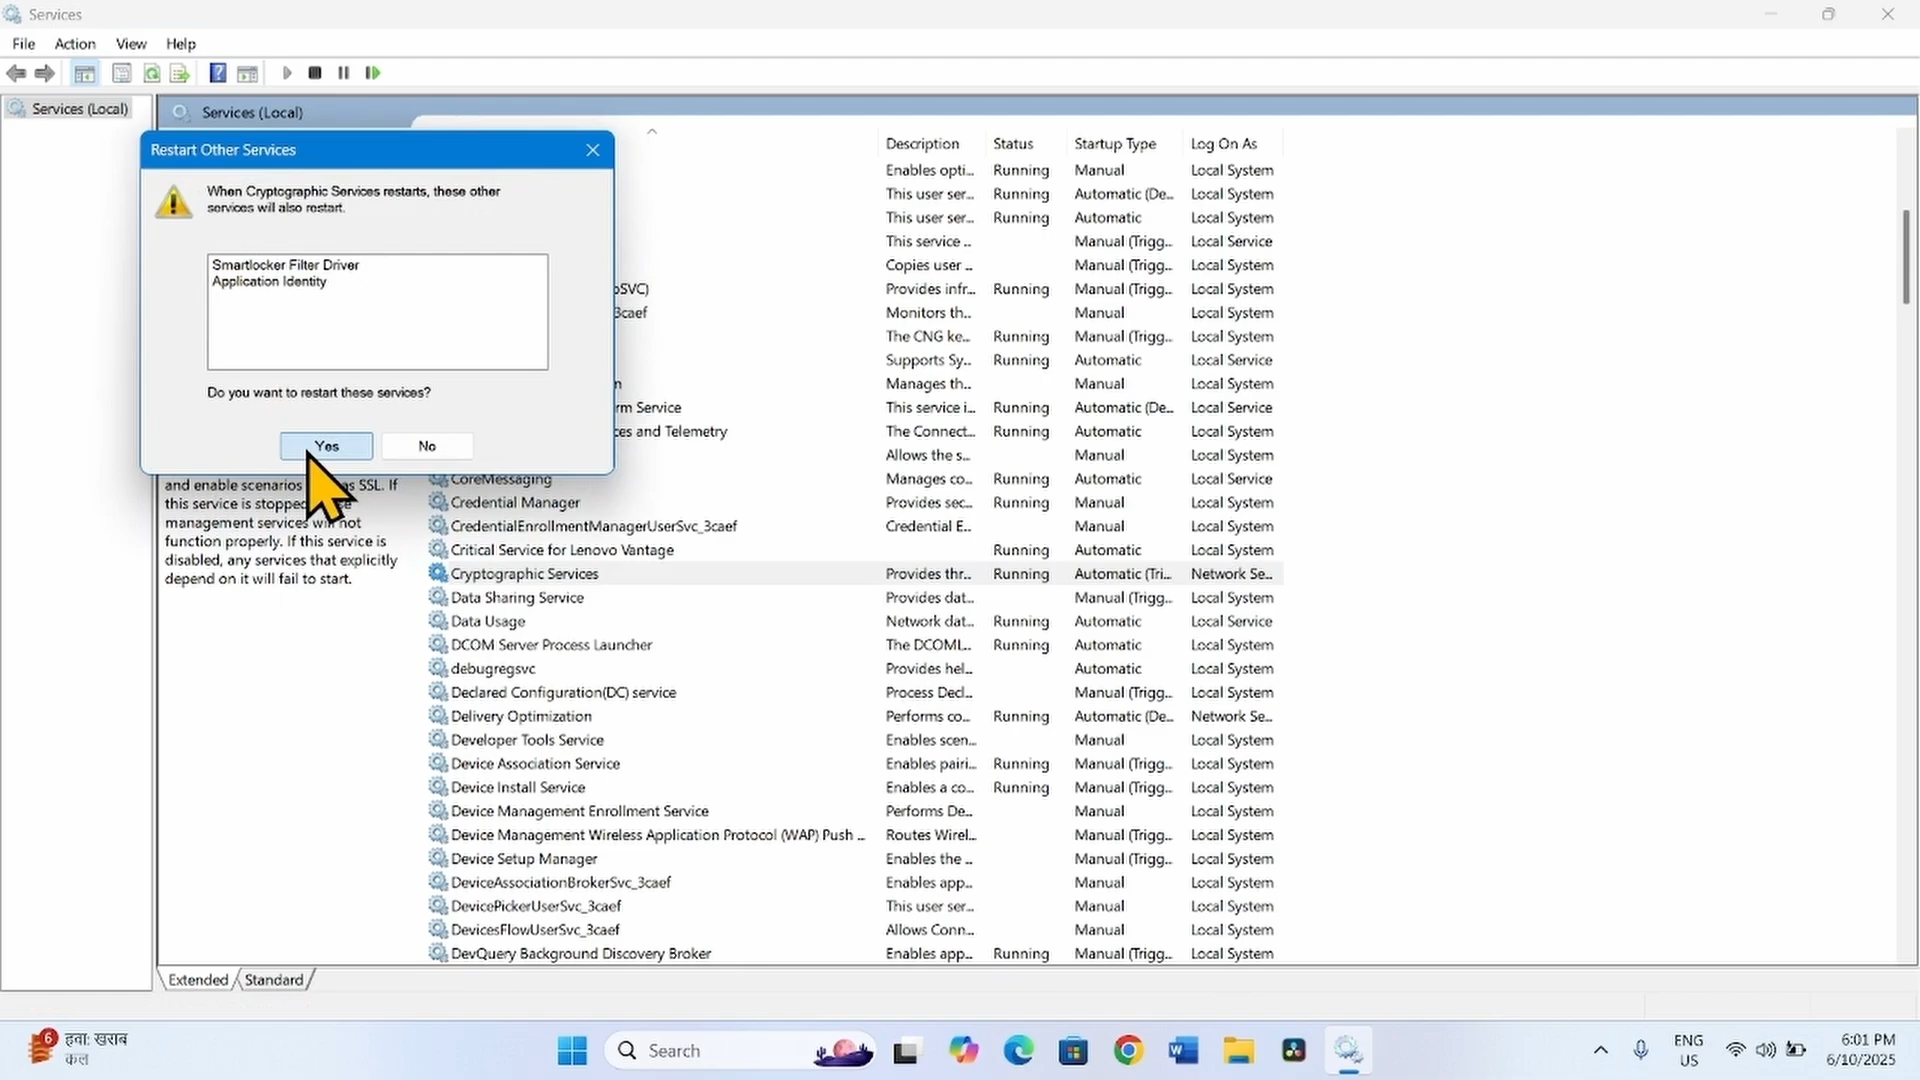 Services
File Action View Help
Services (Local)
Services (Local)
Restart Other Services
When Cryptographic Services restarts, these other
services will also restart.
Smartlocker Filter Driver
Application Identity
Do you want to restart these services?
Yes No
and enable scenarios as SSL. If
this service is stopped
management services will not
function properly. If this service is
disabled, any services that explicitly
depend on it will fail to start.
Description Status Startup Type Log On As
Enables opti... Running Manual Local System
This user ser... Running Automatic (De... Local System
This user ser... Running Automatic Local System
This service ... Manual (Trigg... Local Service
Copies user ... Manual (Trigg... Local System
oSVC) Provides infr... Running Manual (Trigg... Local System
3caef Monitors th... Manual Local System
The CNG ke... Running Manual (Trigg... Local System
Supports Sy... Running Automatic Local Service
Manages th... Manual Local System
rm Service This service i... Running Automatic (De... Local Service
ces and Telemetry The Connect... Running Automatic Local System
Allows the s... Manual Local System
CoreMessaging Manages co... Running Automatic Local Service
Credential Manager Provides sec... Running Manual Local System
CredentialEnrollmentManagerUserSvc_3caef Credential E... Manual Local System
Critical Service for Lenovo Vantage Running Automatic Local System
Cryptographic Services Provides thr... Running Automatic (Tri... Network Se...
Data Sharing Service Provides dat... Manual (Trigg... Local System
Data Usage Network dat... Running Automatic Local Service
DCOM Server Process Launcher The DCOML... Running Automatic Local System
debugregsvc Provides hel... Automatic Local System
Declared Configuration(DC) service Process Decl... Manual (Trigg... Local System
Delivery Optimization Performs co... Running Automatic (De... Network Se...
Developer Tools Service Enables scen... Manual Local System
Device Association Service Enables pairi... Running Manual (Trigg... Local System
Device Install Service Enables a co... Running Manual (Trigg... Local System
Device Management Enrollment Service Performs De... Manual Local System
Device Management Wireless Application Protocol (WAP) Push ... Routes Wirel... Manual (Trigg... Local System
Device Setup Manager Enables the ... Manual (Trigg... Local System
DeviceAssociationBrokerSvc_3caef Enables app... Manual Local System
DevicePickerUserSvc_3caef This user ser... Manual Local System
DevicesFlowUserSvc_3caef Allows Conn... Manual Local System
DevQuery Background Discovery Broker Enables app... Running Manual (Trigg... Local System
Extended Standard
6 हवा: खराब
कल
Search
ENG
US
6:01 PM
6/10/2025